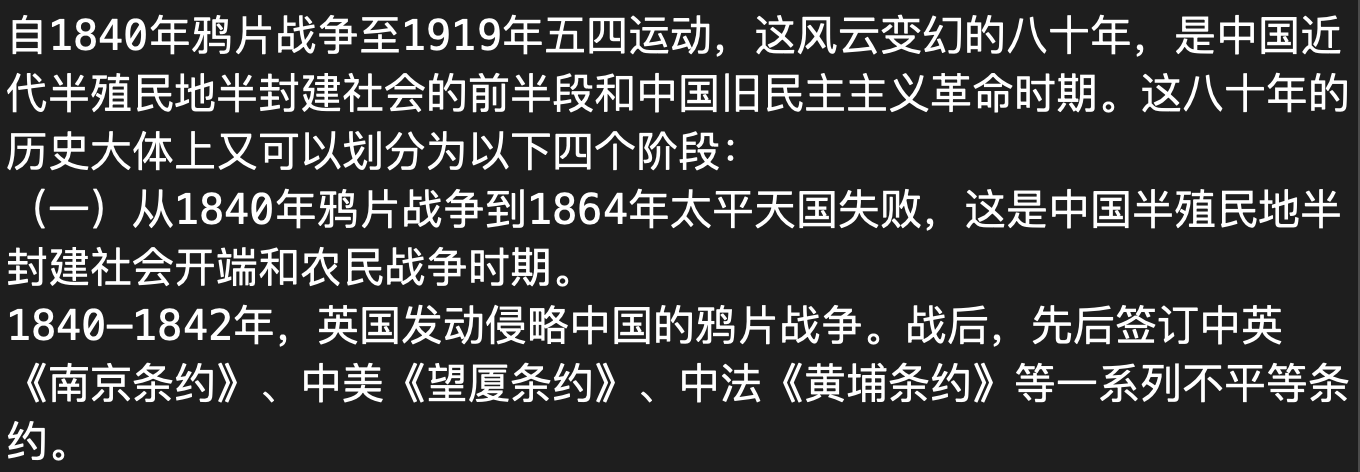 自1840年鸦片战争至1919年五四运动，这风云变幻的八十年，是中国近
代半殖民地半封建社会的前半段和中国旧民主主义革命时期。这八十年的
历史大体上又可以划分为以下四个阶段：
（一）从1840年鸦片战争到1864年太平天国失败，这是中国半殖民地半
封建社会开端和农民战争时期。
1840—1842年，英国发动侵略中国的鸦片战争。战后，先后签订中英
《南京条约》、中美《望厦条约》、中法《黄埔条约》等一系列不平等条
约。